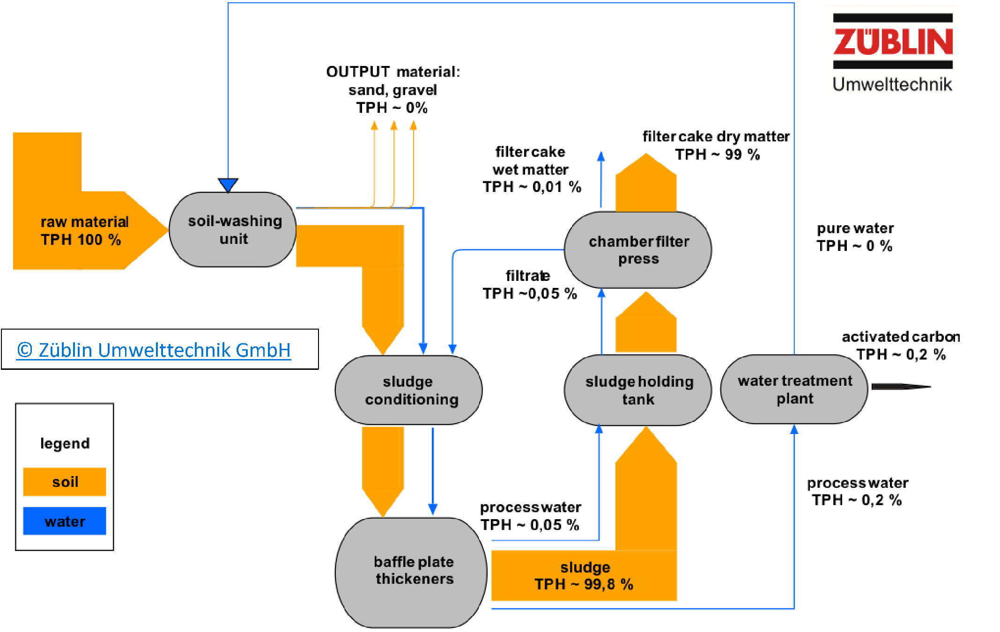 ZÜBLIN
Umwelttechnik
OUTPUT material:
sand, gravel
TPH ~ 0%
filter cake dry matter
TPH ~ 99 %
filter cake
wet matter
TPH ~ 0,01 %
raw material
TPH 100 %
soil-washing
unit
chamber filter
press
pure water
TPH ~ 0 %
filtrate
TPH ~0,05 %
© Züblin Umwelttechnik GmbH
activated carbon
TPH ~ 0,2 %
sludge
conditioning
sludge holding
tank
water treatment
plant
legend
soil
water
process water
TPH ~ 0,05 %
process water
TPH ~ 0,2 %
baffle plate
thickeners
sludge
TPH ~ 99,8 %